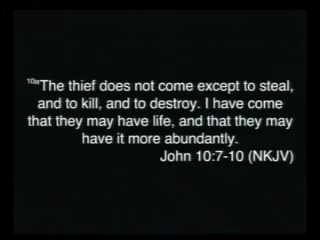 10"The thief does not come except to steal,
and to kill, and to destroy. I have come
that they may have life, and that they may
have it more abundantly.
John 10:7-10 (NKJV)